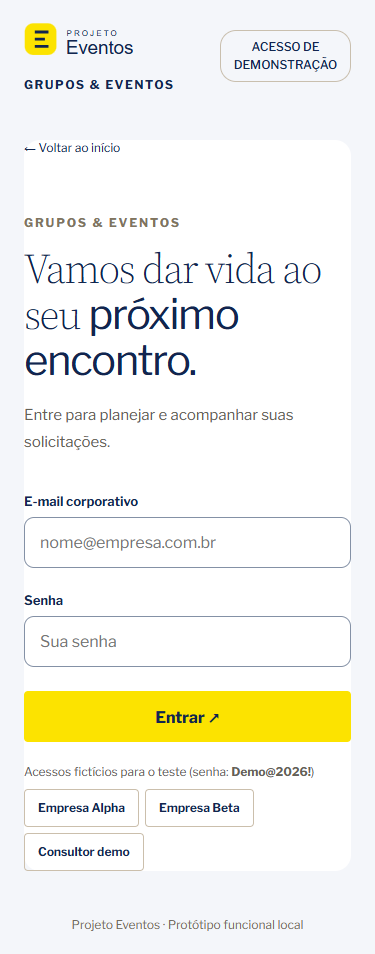 PROJETO
Eventos
GRUPOS & EVENTOS
ACESSO DE
DEMONSTRAÇÃO
← Voltar ao início
GRUPOS & EVENTOS
Vamos dar vida ao
seu próximo
encontro.
Entre para planejar e acompanhar suas
solicitações.
E-mail corporativo
nome@empresa.com.br
Senha
Sua senha
Entrar ↗
Acessos fictícios para o teste (senha: Demo@2026!)
Empresa Alpha
Empresa Beta
Consultor demo
Projeto Eventos · Protótipo funcional local